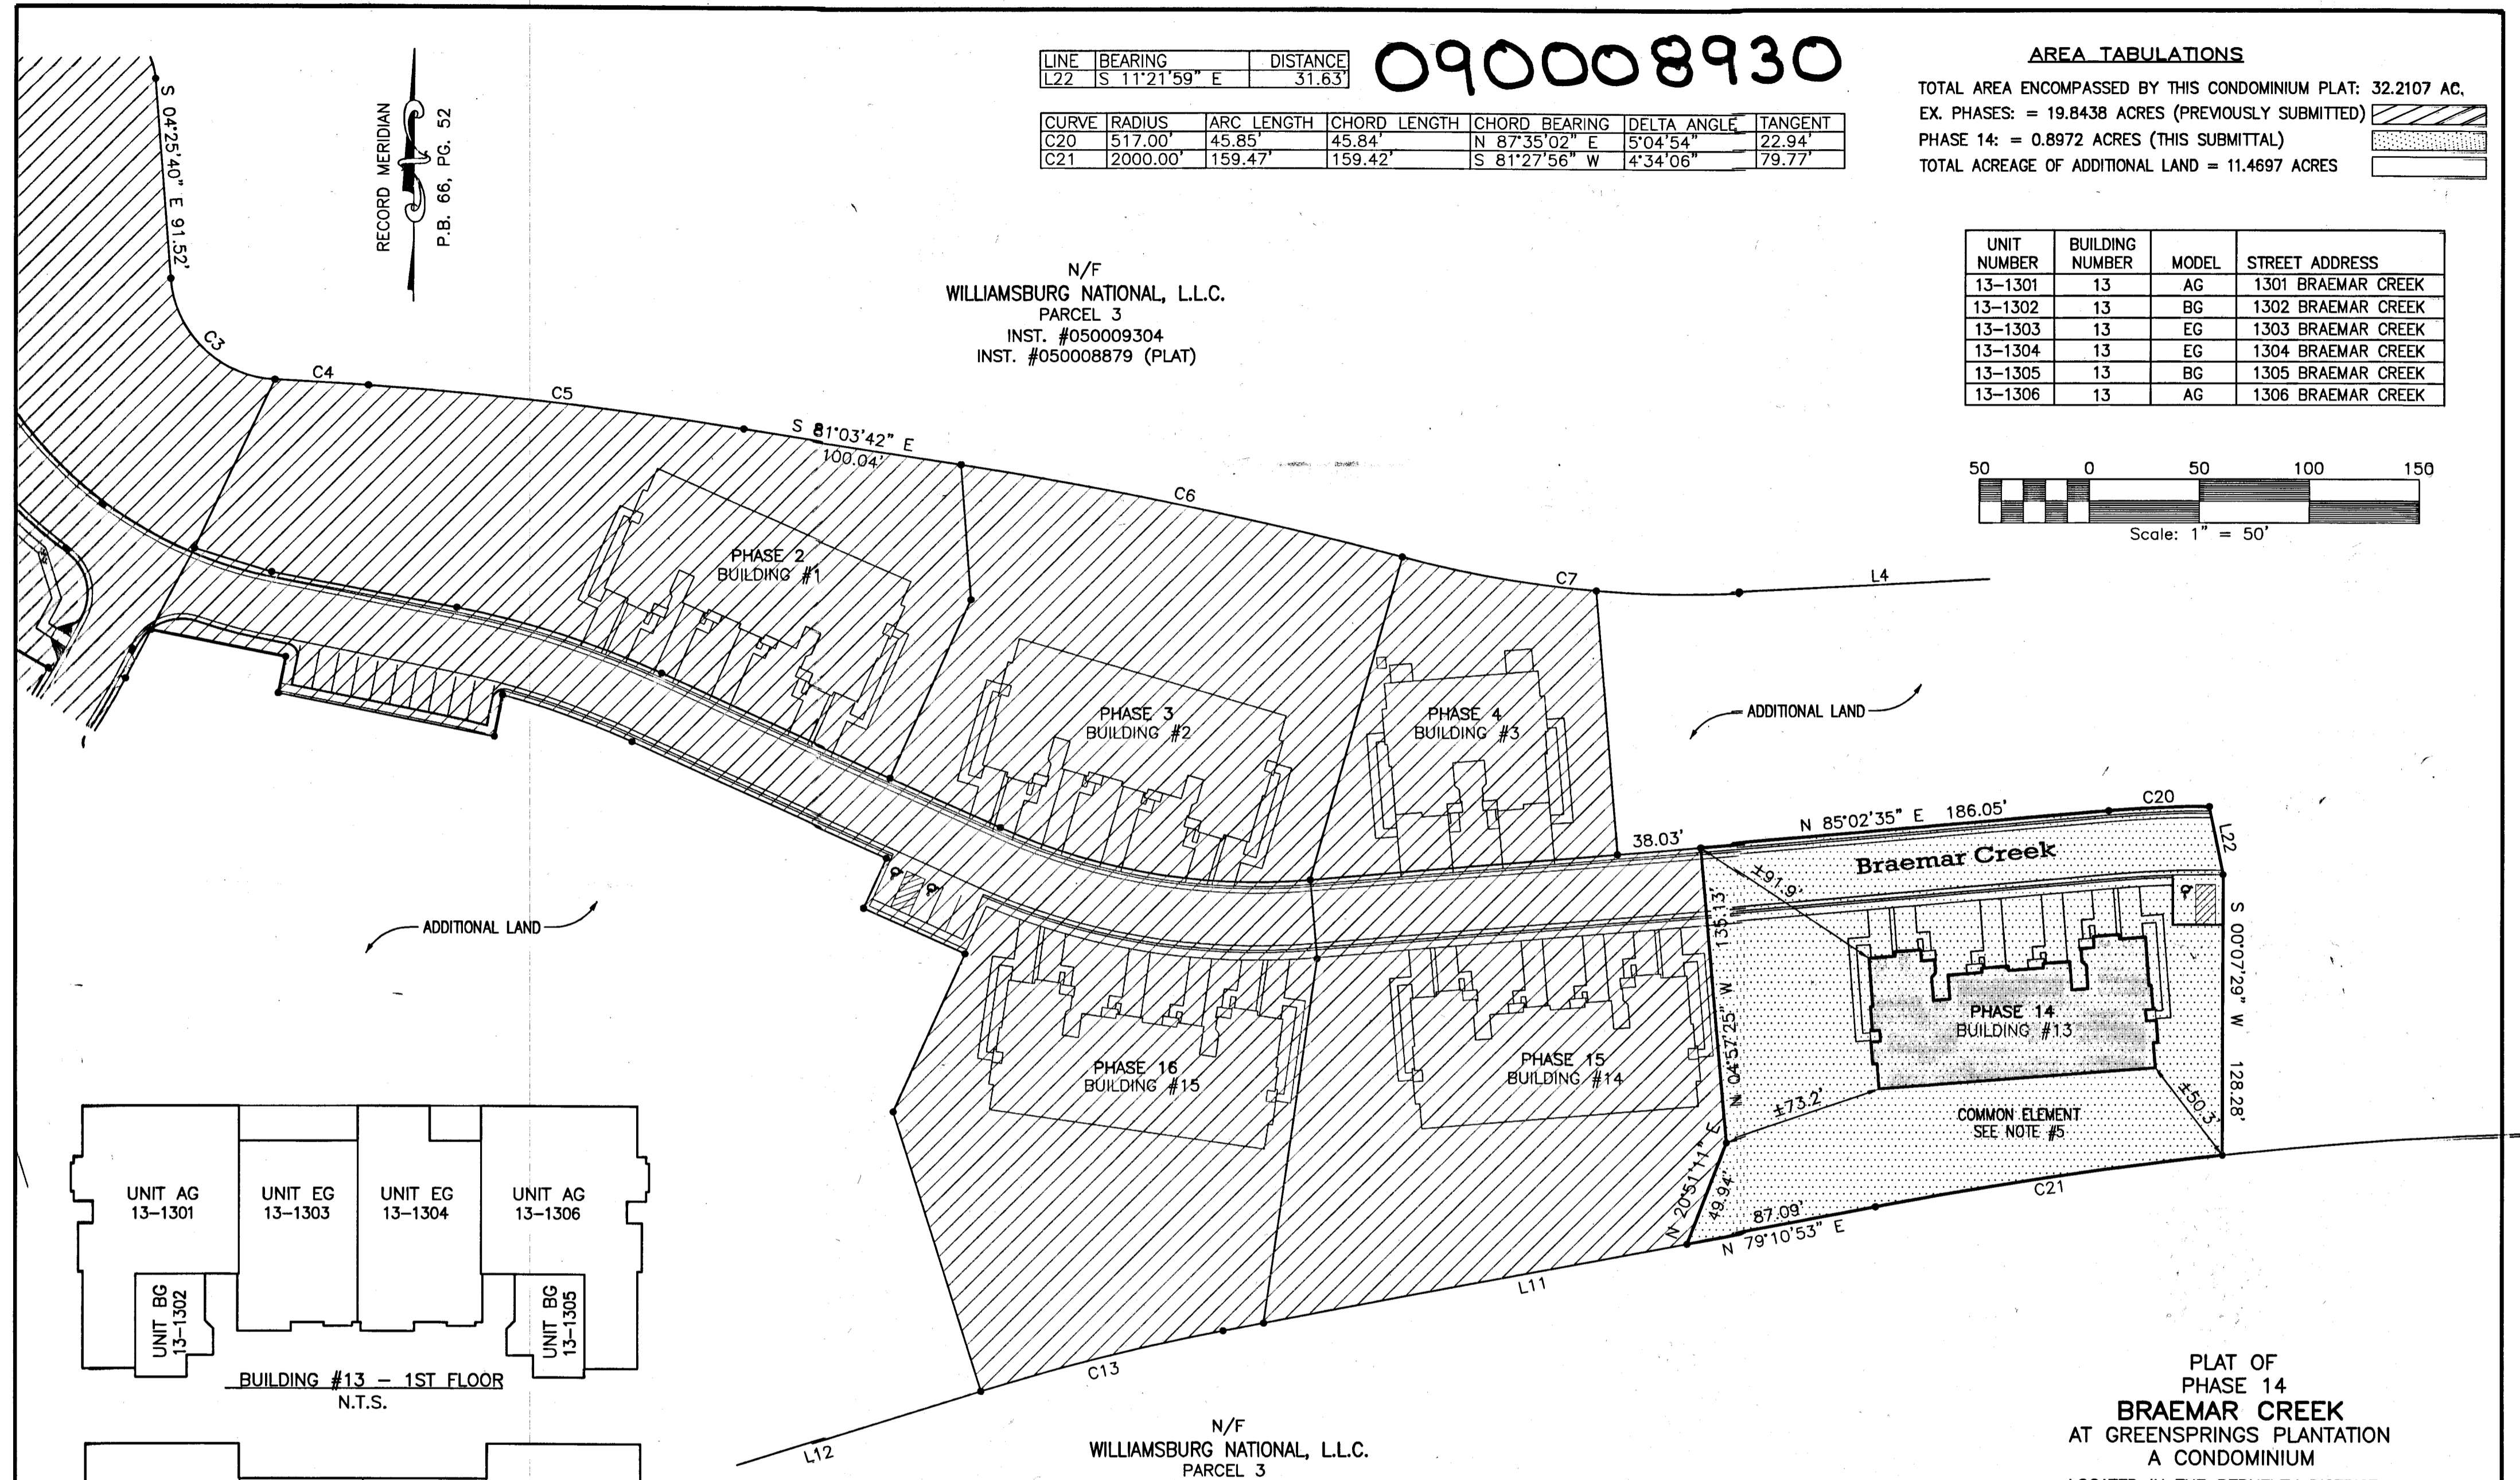 090008930
LINE BEARING DISTANCE
L22 S 11°21'59" E 31.63'
CURVE RADIUS ARC LENGTH CHORD LENGTH CHORD BEARING DELTA ANGLE TANGENT
C20 517.00' 45.85' 45.84' N 87°35'02" E 5°04'54" 22.94'
C21 2000.00' 159.47' 159.42' S 81°27'56" W 4°34'06" 79.77'
AREA TABULATIONS
TOTAL AREA ENCOMPASSED BY THIS CONDOMINIUM PLAT: 32.2107 AC.
EX. PHASES: = 19.8438 ACRES (PREVIOUSLY SUBMITTED)
PHASE 14: = 0.8972 ACRES (THIS SUBMITTAL)
TOTAL ACREAGE OF ADDITIONAL LAND = 11.4697 ACRES
UNIT NUMBER BUILDING NUMBER MODEL STREET ADDRESS
13-1301 13 AG 1301 BRAEMAR CREEK
13-1302 13 BG 1302 BRAEMAR CREEK
13-1303 13 EG 1303 BRAEMAR CREEK
13-1304 13 EG 1304 BRAEMAR CREEK
13-1305 13 BG 1305 BRAEMAR CREEK
13-1306 13 AG 1306 BRAEMAR CREEK
50 0 50 100 150
Scale: 1" = 50'
RECORD MERIDIAN
P.B. 66, PG. 52
S 04°25'40" E 91.52'
N/F
WILLIAMSBURG NATIONAL, L.L.C.
PARCEL 3
INST. #050009304
INST. #050008879 (PLAT)
C3
C4
C5
S 81°03'42" E
100.04'
C6
C7
L4
PHASE 2
BUILDING #1
PHASE 3
BUILDING #2
PHASE 4
BUILDING #3
ADDITIONAL LAND
38.03'
N 85°02'35" E 186.05'
C20
L22
Braemar Creek
±91.9'
135.13'
N 04°57'25" W
S 00°07'29" W 128.28'
ADDITIONAL LAND
PHASE 14
BUILDING #13
PHASE 16
BUILDING #15
PHASE 15
BUILDING #14
±73.2'
±50.3'
COMMON ELEMENT
SEE NOTE #5
N 20°51'11" E
49.94'
87.09'
N 79°10'53" E
C21
L11
C13
L12
UNIT AG
13-1301
UNIT EG
13-1303
UNIT EG
13-1304
UNIT AG
13-1306
UNIT BG
13-1302
UNIT BG
13-1305
BUILDING #13 - 1ST FLOOR
N.T.S.
N/F
WILLIAMSBURG NATIONAL, L.L.C.
PARCEL 3
PLAT OF
PHASE 14
BRAEMAR CREEK
AT GREENSPRINGS PLANTATION
A CONDOMINIUM